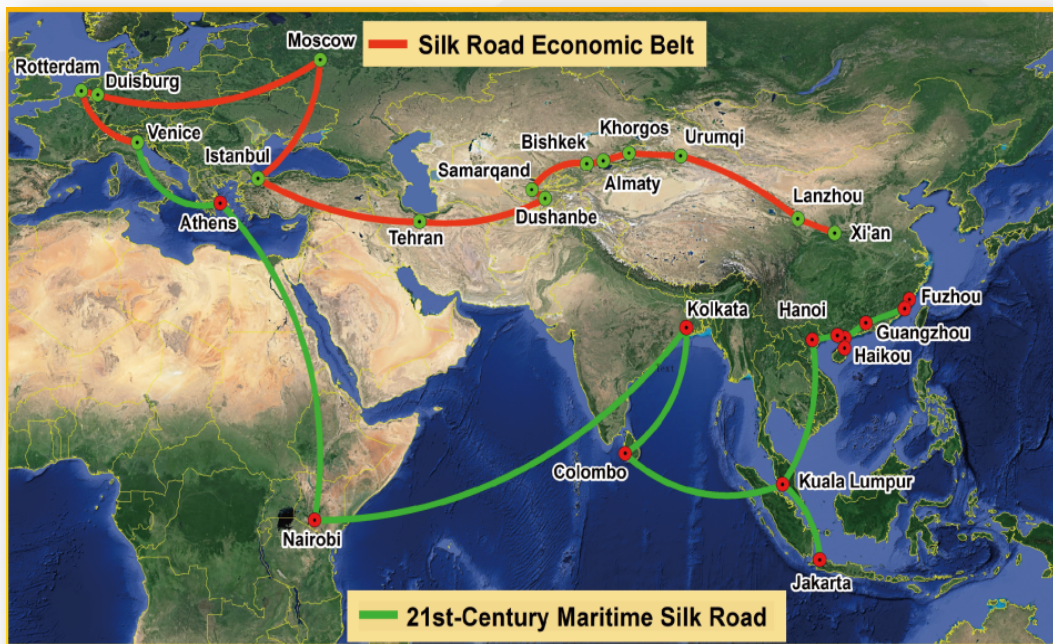 Moscow
Silk Road Economic Belt
Rotterdam
Duisburg
Venice
Istanbul
Athens
Tehran
Samarqand
Bishkek
Khorgos
Urumqi
Almaty
Dushanbe
Lanzhou
Xi'an
Kolkata
Hanoi
Fuzhou
Guangzhou
Haikou
Colombo
Kuala Lumpur
Nairobi
Jakarta
21st-Century Maritime Silk Road